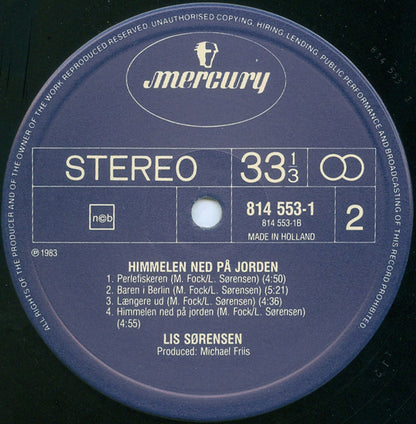 ALL RIGHTS OF THE PRODUCER AND OF THE OWNER OF THE WORK REPRODUCED RESERVED. UNAUTHORISED COPYING, HIRING, LENDING, PUBLIC PERFORMANCE AND BROADCASTING OF THIS RECORD PROHIBITED.
mercury
STEREO
33 1/3
n©b
814 553-1
814 553-1B
MADE IN HOLLAND
2
℗ 1983
HIMMELEN NED PÅ JORDEN
1. Perlefiskeren (M. Fock/L. Sørensen) (4:50)
2. Baren i Berlin (M. Fock/L. Sørensen) (5:21)
3. Længere ud (M. Fock/L. Sørensen) (4:36)
4. Himmelen ned på jorden (M. Fock/L. Sørensen)
(4:55)
LIS SØRENSEN
Produced: Michael Friis